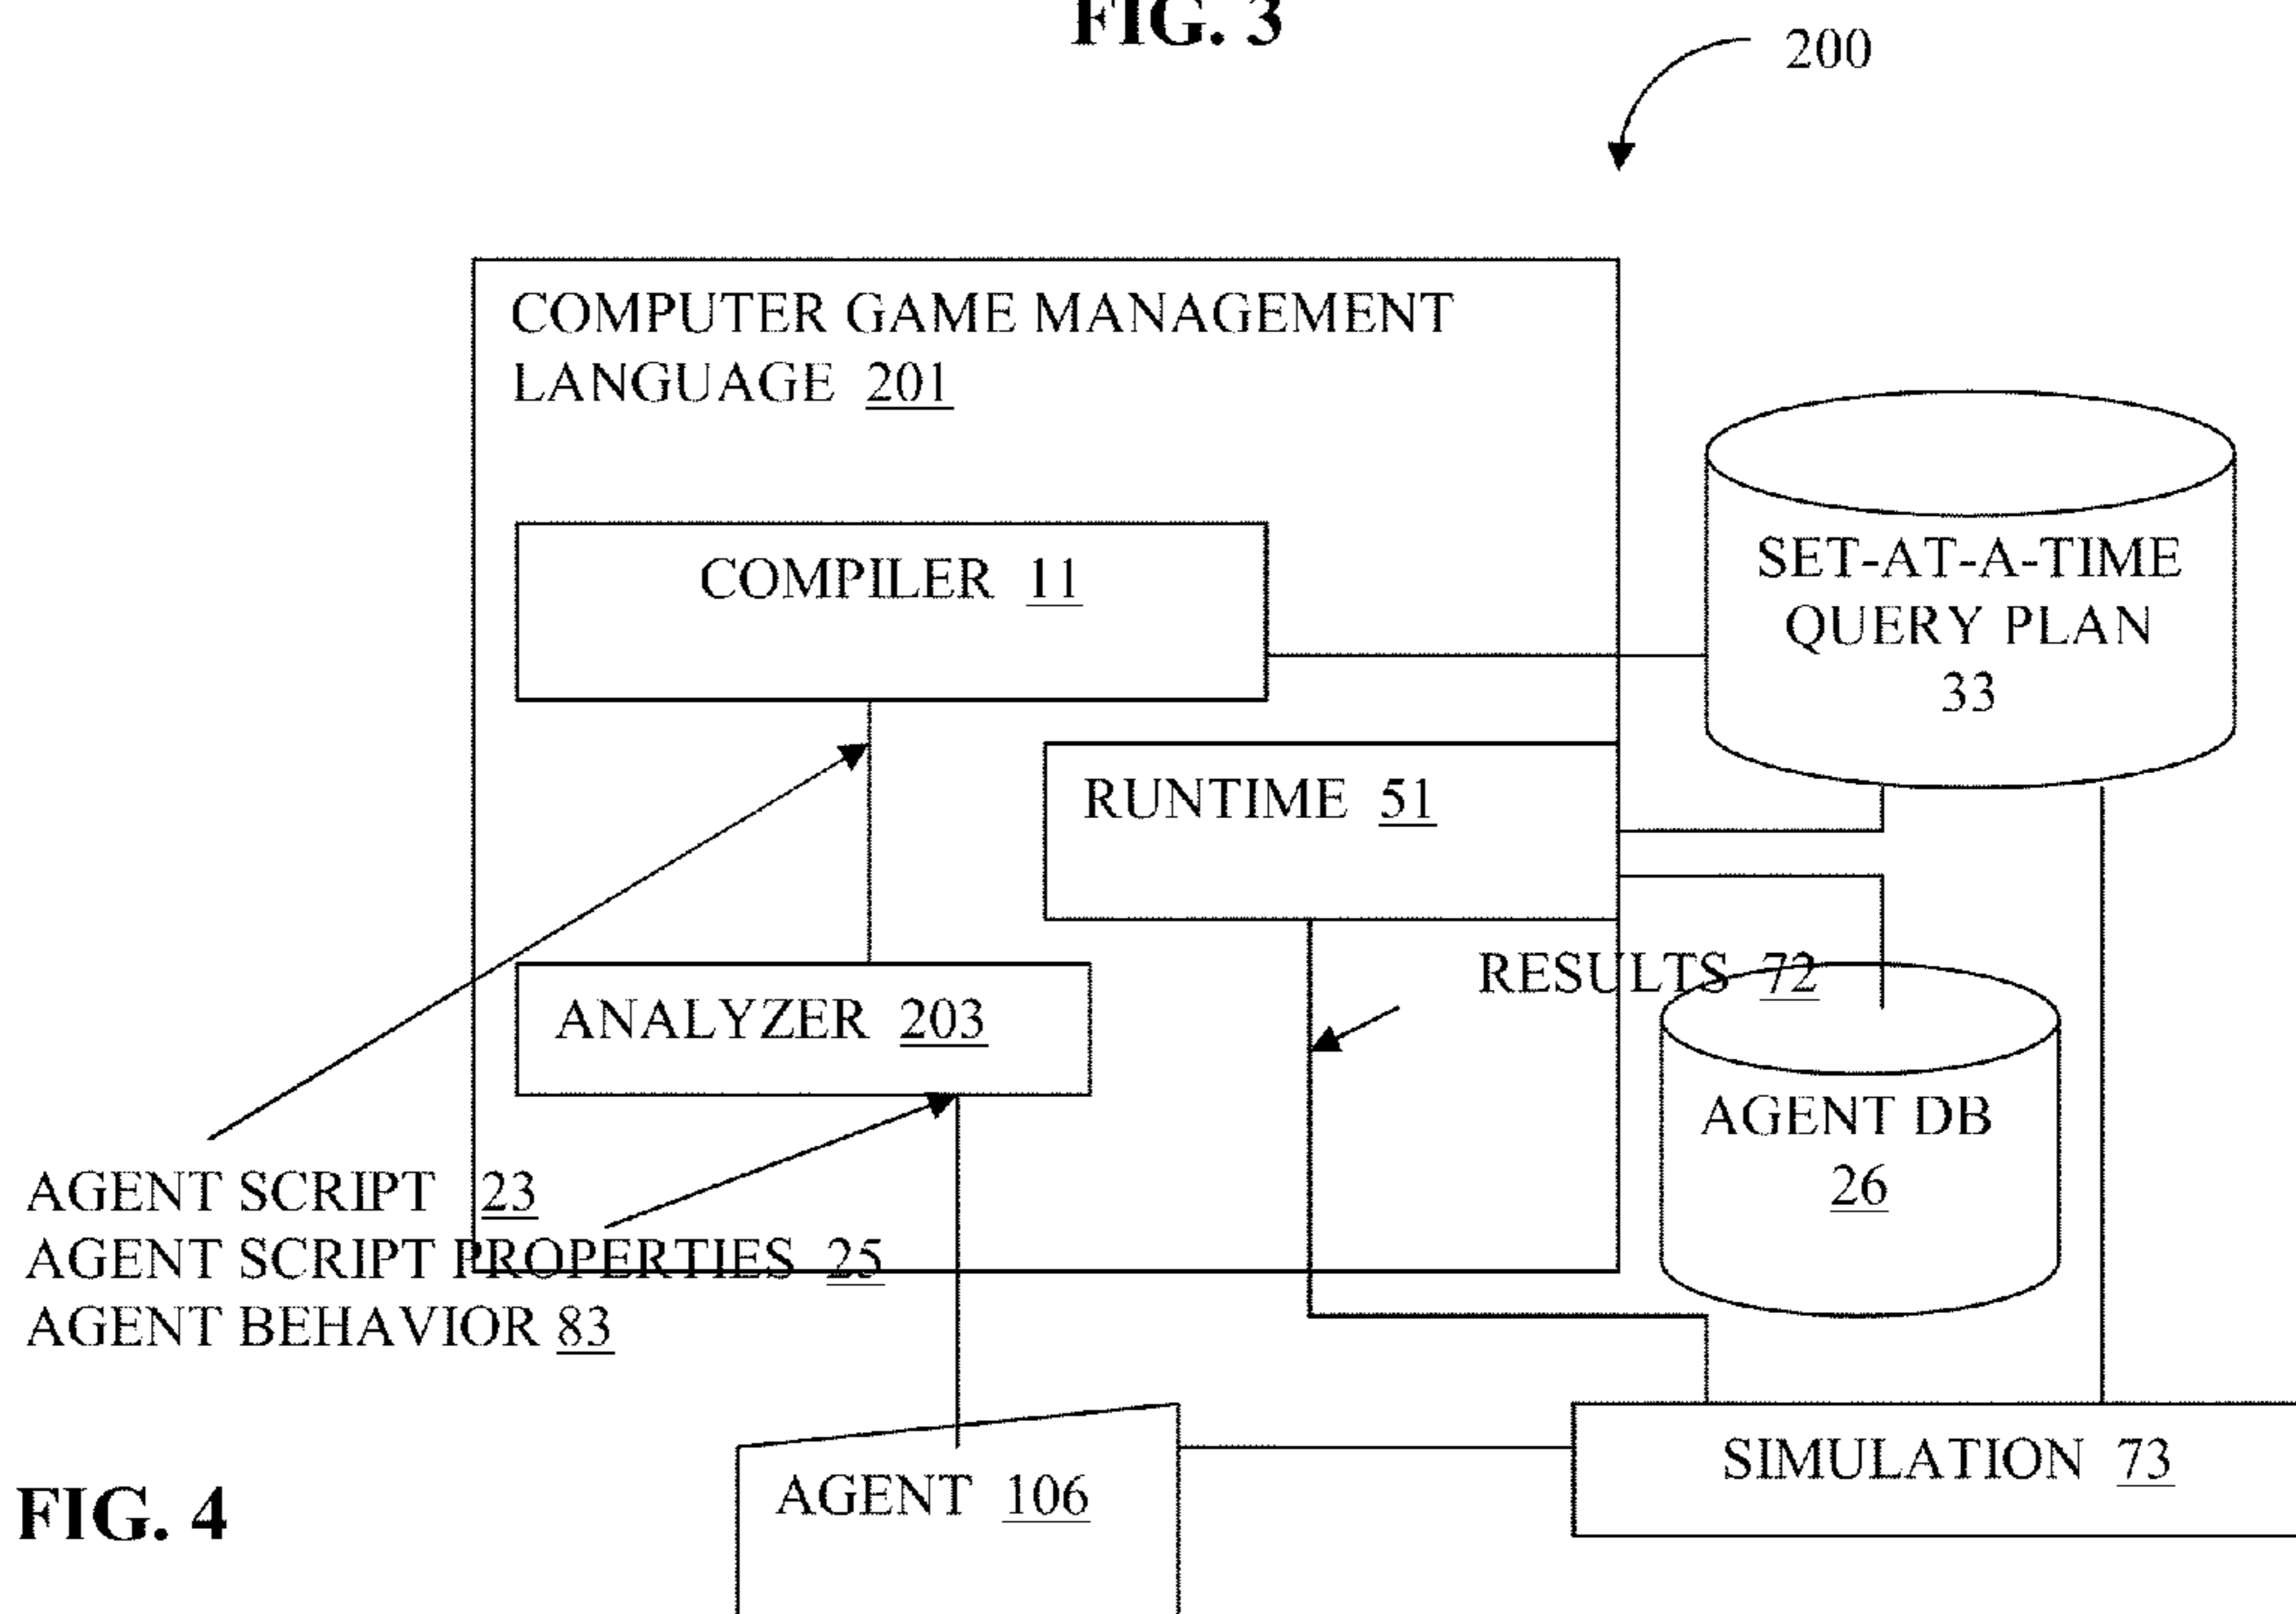 FIG. 3
200
COMPUTER GAME MANAGEMENT
LANGUAGE 201
COMPILER 11
SET-AT-A-TIME
QUERY PLAN
33
RUNTIME 51
RESULTS 72
ANALYZER 203
AGENT DB
26
AGENT SCRIPT 23
AGENT SCRIPT PROPERTIES 25
AGENT BEHAVIOR 83
SIMULATION 73
AGENT 106
FIG. 4